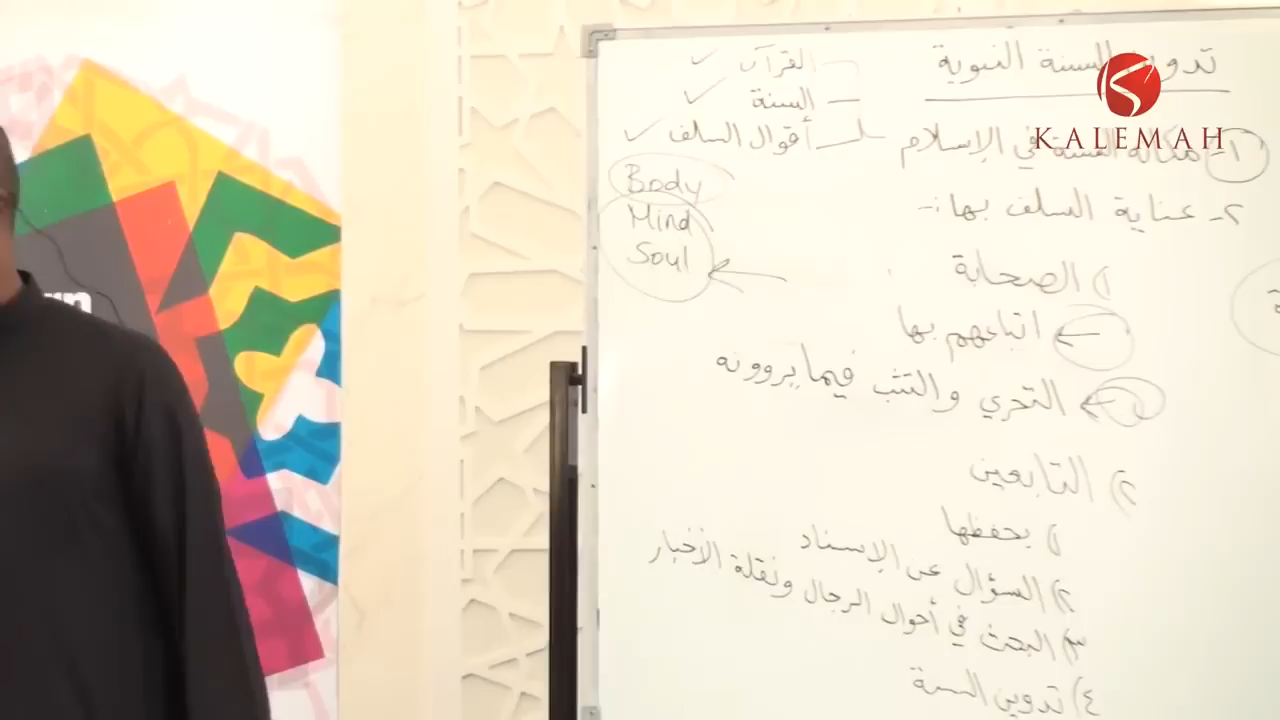 تدوين السنة النبوية
القرآن ✓
السنة ✓
أقوال السلف ✓
KALEMAH
١- مكانة السنة في الإسلام
Body
Mind
Soul
٢- عناية السلف بها:-
١) الصحابة
← اتباعهم بها
← التحري والتثبت فيما يروونه
٢) التابعين
١) بحفظها
٢) السؤال عن الإسناد
٣) البحث في أحوال الرجال ونقلة الأخبار
٤) تدوين السنة